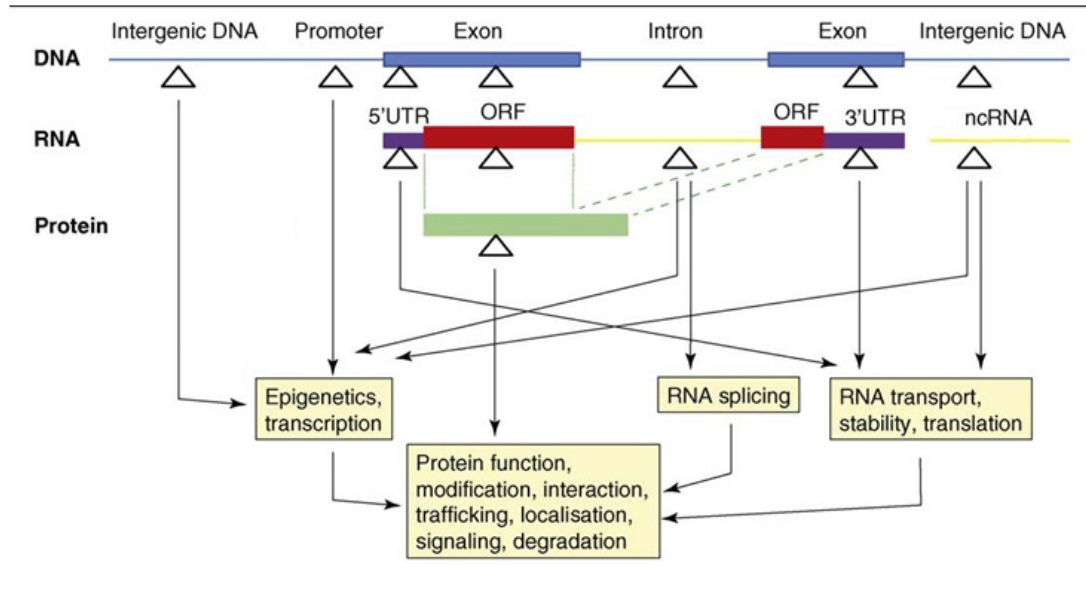 Intergenic DNA Promoter Exon Intron Exon Intergenic DNA
DNA
5'UTR ORF ORF 3'UTR ncRNA
RNA
Protein
Epigenetics,
transcription
RNA splicing
RNA transport,
stability, translation
Protein function,
modification, interaction,
trafficking, localisation,
signaling, degradation